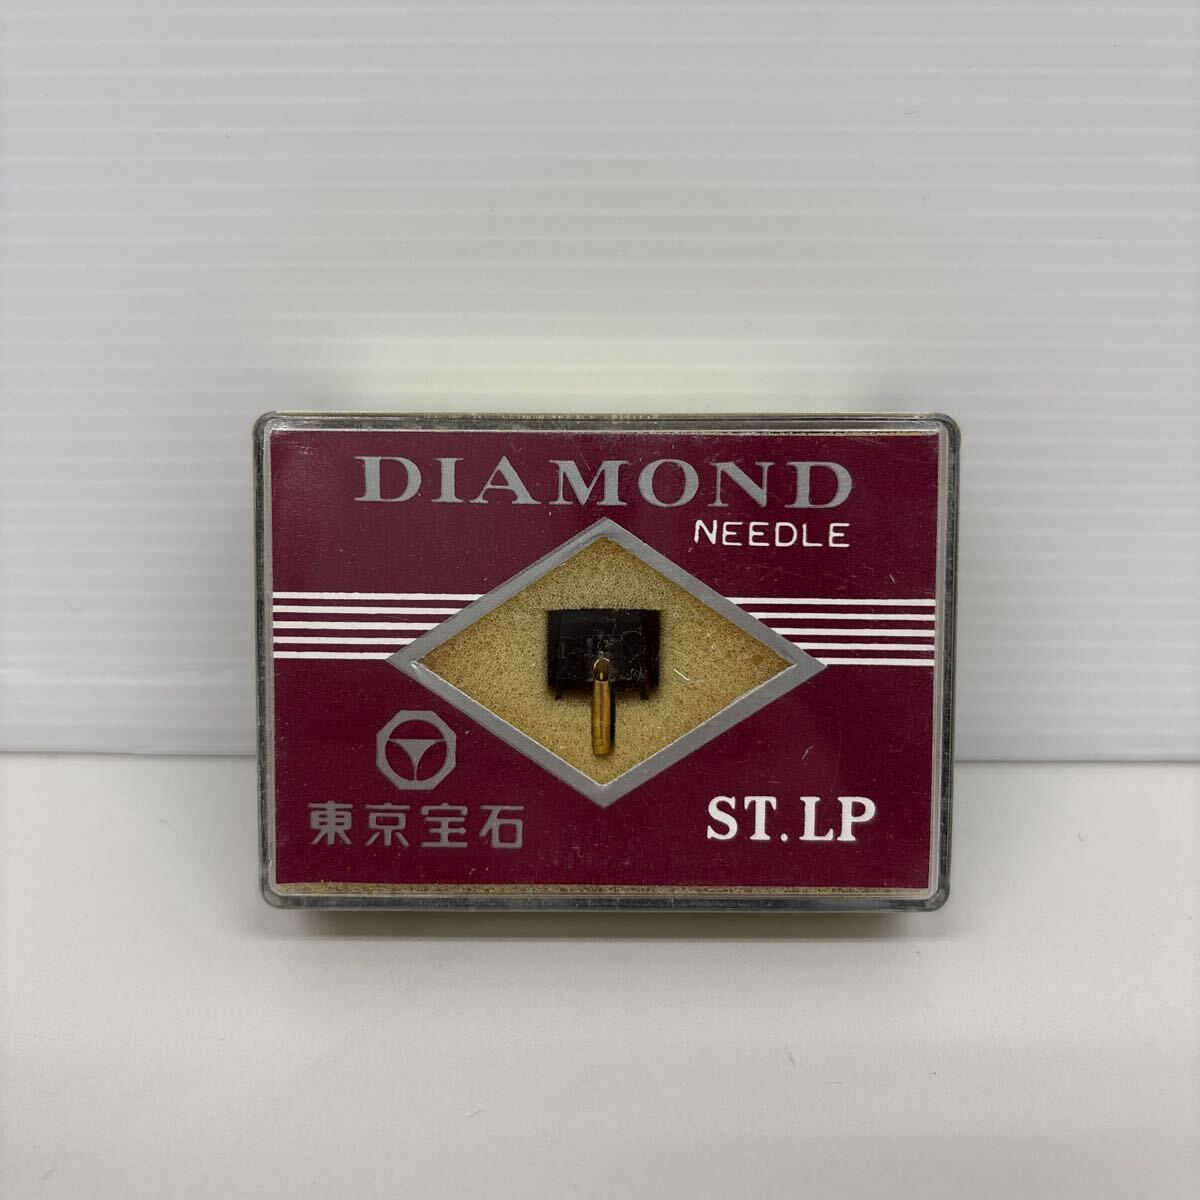 DIAMOND
NEEDLE
東京宝石
ST.LP